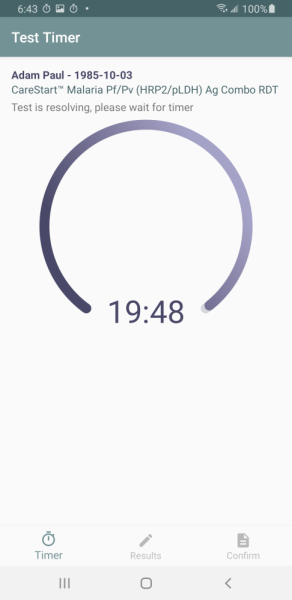 6:43
100%
Test Timer
Adam Paul - 1985-10-03
CareStart™ Malaria Pf/Pv (HRP2/pLDH) Ag Combo RDT
Test is resolving, please wait for timer
19:48
Timer
Results
Confirm